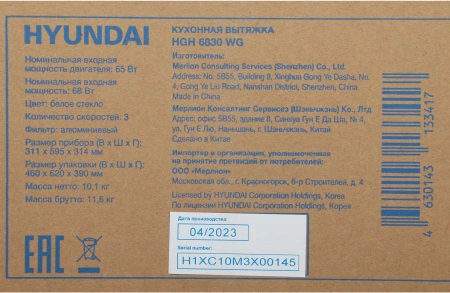 HYUNDAI
Номинальная входная
мощность двигателя: 65 Вт
Номинальная входная
мощность: 68 Вт
Цвет: белое стекло
Количество скоростей: 3
Фильтр: алюминиевый
Размер прибора (В х Ш х Г):
311 x 595 x 314 мм
Размер упаковки (В х Ш х Г):
460 x 620 x 390 мм
Масса нетто: 10,1 кг
Масса брутто: 11,6 кг
EAC
КУХОННАЯ ВЫТЯЖКА
HGH 6830 WG
Изготовитель:
Merlion Consulting Services (Shenzhen) Co., Ltd.
Address: No. 5B55, Building 8, Xinghua Gong Ye Dasha, No.
4, Gong Ye Liu Road, Nanshan District, Shenzhen, China
Made in China
Мерлион Консалтинг Сервисез (Шэньчжэнь) Ко., Лтд
Адрес: офис 5B55, здание 8, Синхуа Гун Е Да Ша, № 4,
ул. Гун Е Лю, Наньшань, г. Шэньчжэнь, Китай
Сделано в Китае
Импортер и организация, уполномоченная
на принятие претензий от потребителей:
ООО «Мерлион»
Московская обл., г. Красногорск, б-р Строителей, д. 4
Licensed by HYUNDAI Corporation Holdings, Korea
По лицензии HYUNDAI Corporation Holdings, Корея
Дата производства
04/2023
Serial number:
H1XC10M3X00145
4 630143 133417